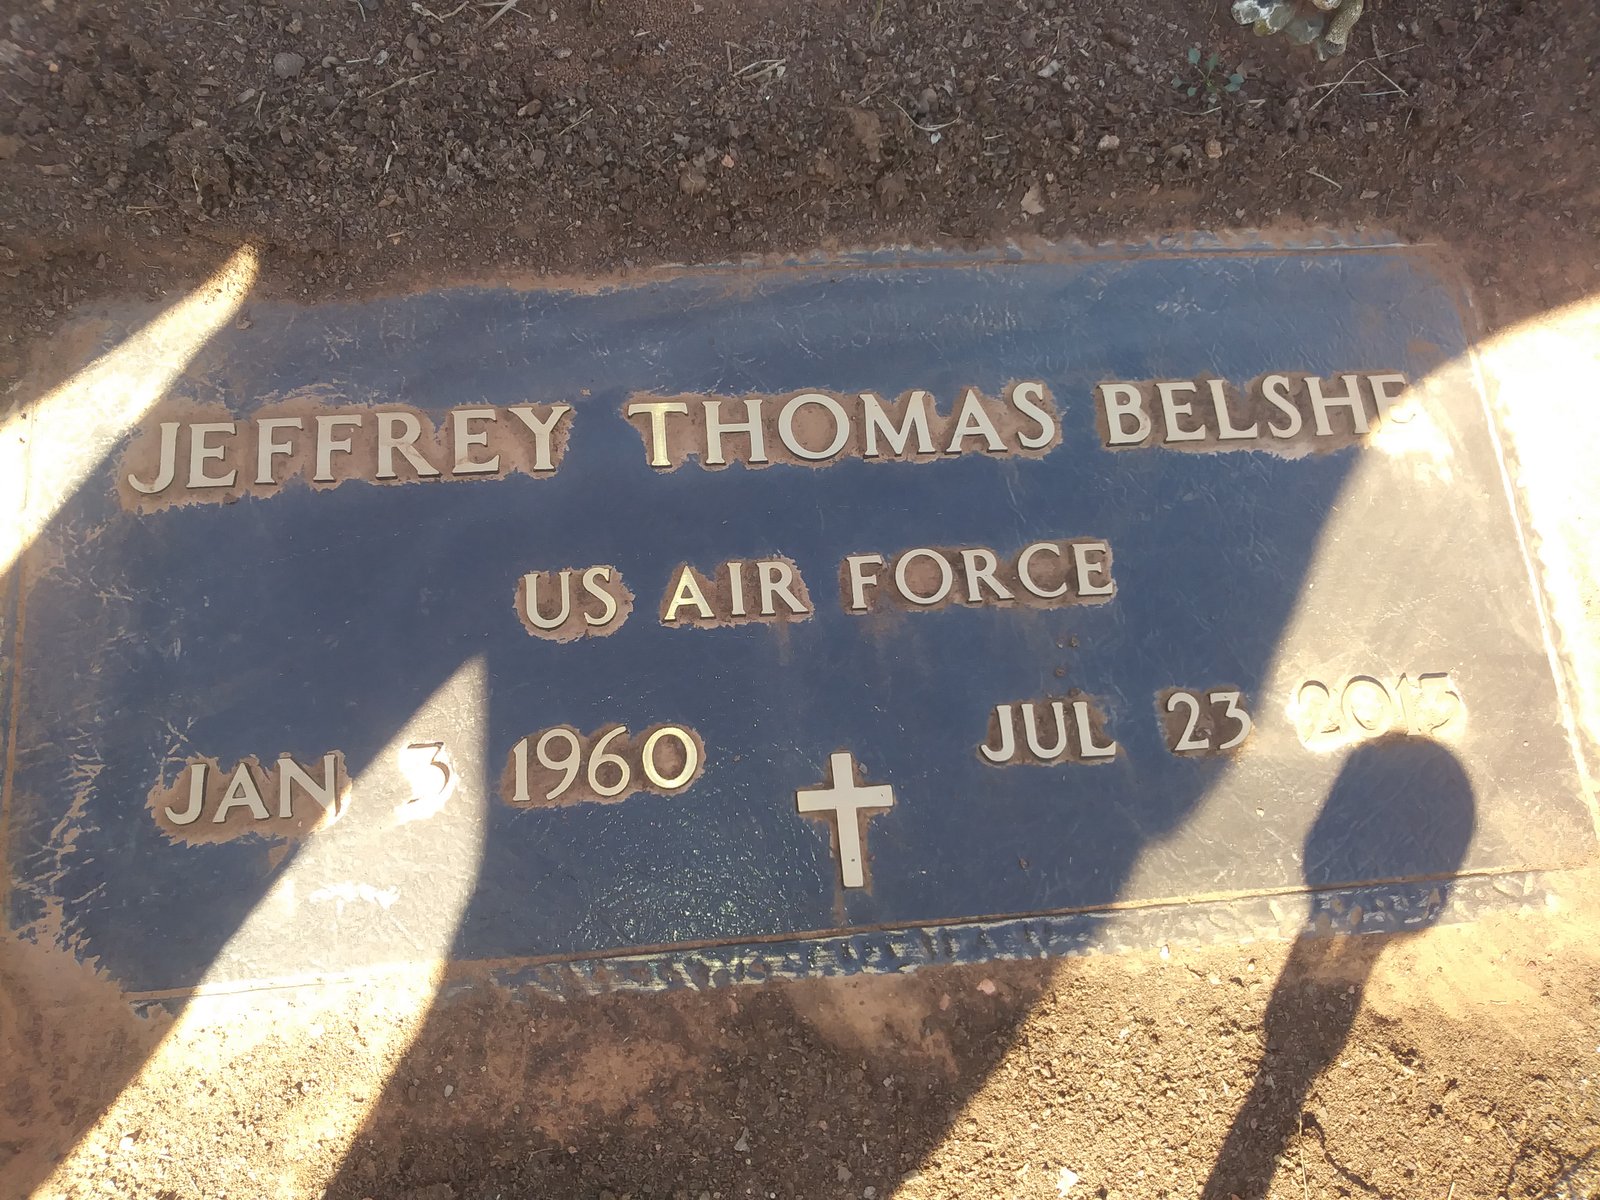 JEFFREY THOMAS BELSHE
US AIR FORCE
JAN 3 1960 JUL 23 2015